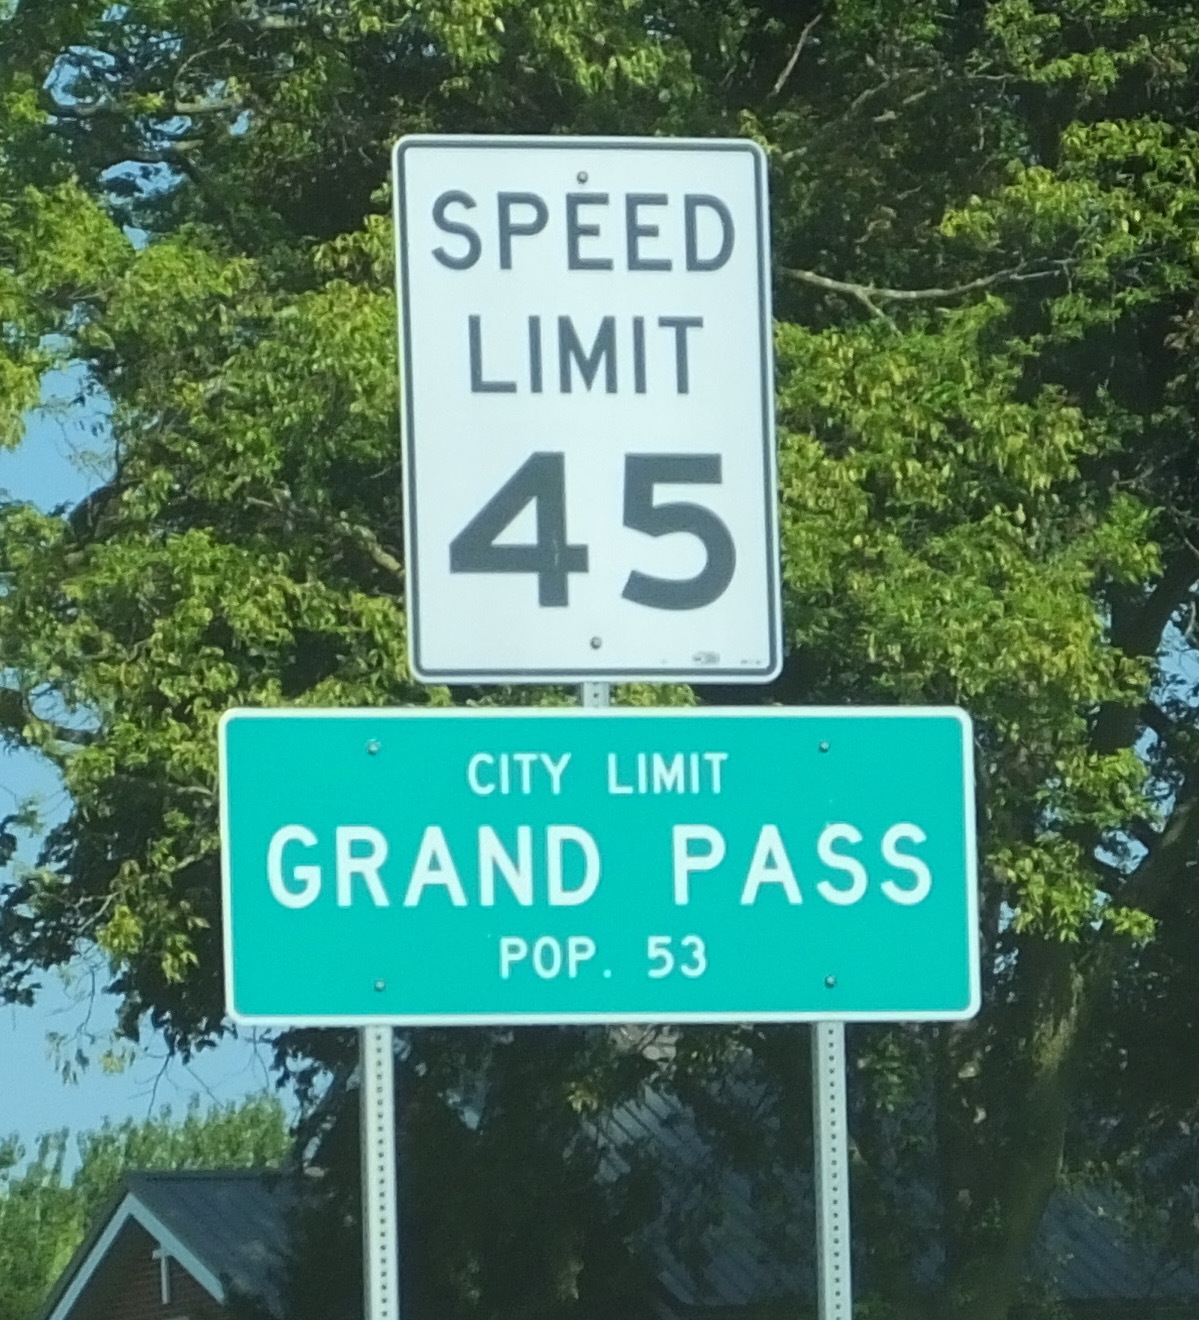 SPEED
LIMIT
45
CITY LIMIT
GRAND PASS
POP. 53